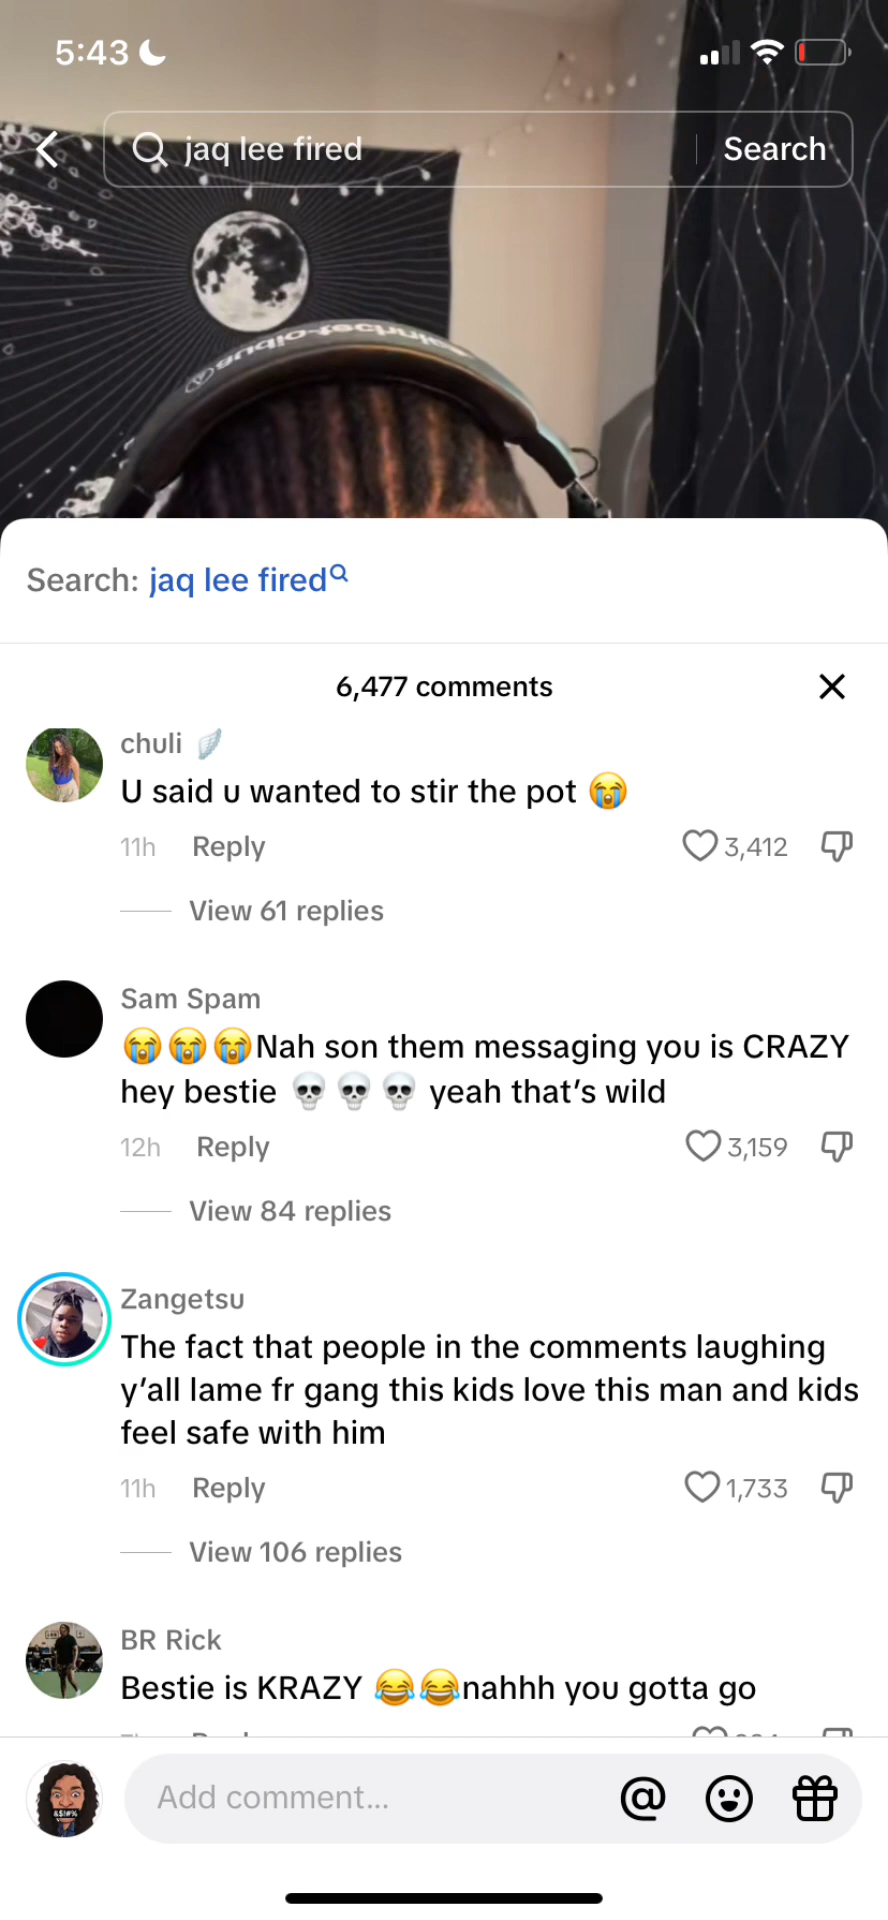 5:43
jaq lee fired
Search
audio-technica
Search: jaq lee fired
6,477 comments
chuli 🪽
U said u wanted to stir the pot 😭
11h Reply 3,412
View 61 replies
Sam Spam
😭😭😭Nah son them messaging you is CRAZY
hey bestie 💀💀💀 yeah that's wild
12h Reply 3,159
View 84 replies
Zangetsu
The fact that people in the comments laughing
y'all lame fr gang this kids love this man and kids
feel safe with him
11h Reply 1,733
View 106 replies
BR Rick
Bestie is KRAZY 😂😂nahhh you gotta go
&$!#%
Add comment...